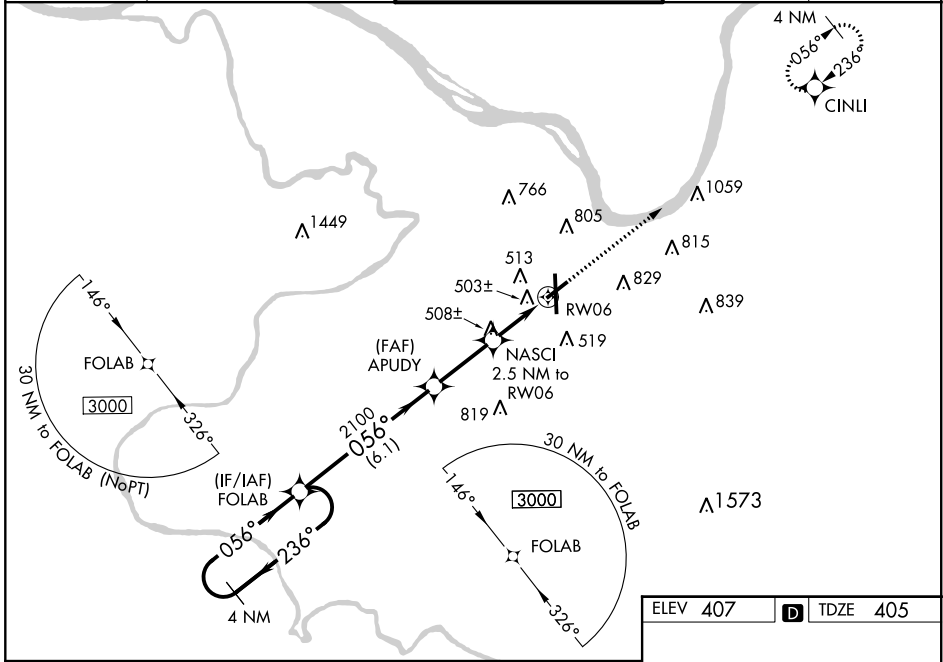 4 NM
056°
236°
CINLI
766
1059
1449
805
815
513
829
503±
RW06
839
508±
519
(FAF)
APUDY
NASCI
2.5 NM to
RW06
819
146°
FOLAB
3000
326°
30 NM to FOLAB (NoPT)
2100
056°
(6.1)
(IF/IAF)
FOLAB
056°
236°
4 NM
30 NM to FOLAB
146°
3000
FOLAB
326°
1573
ELEV 407 D TDZE 405